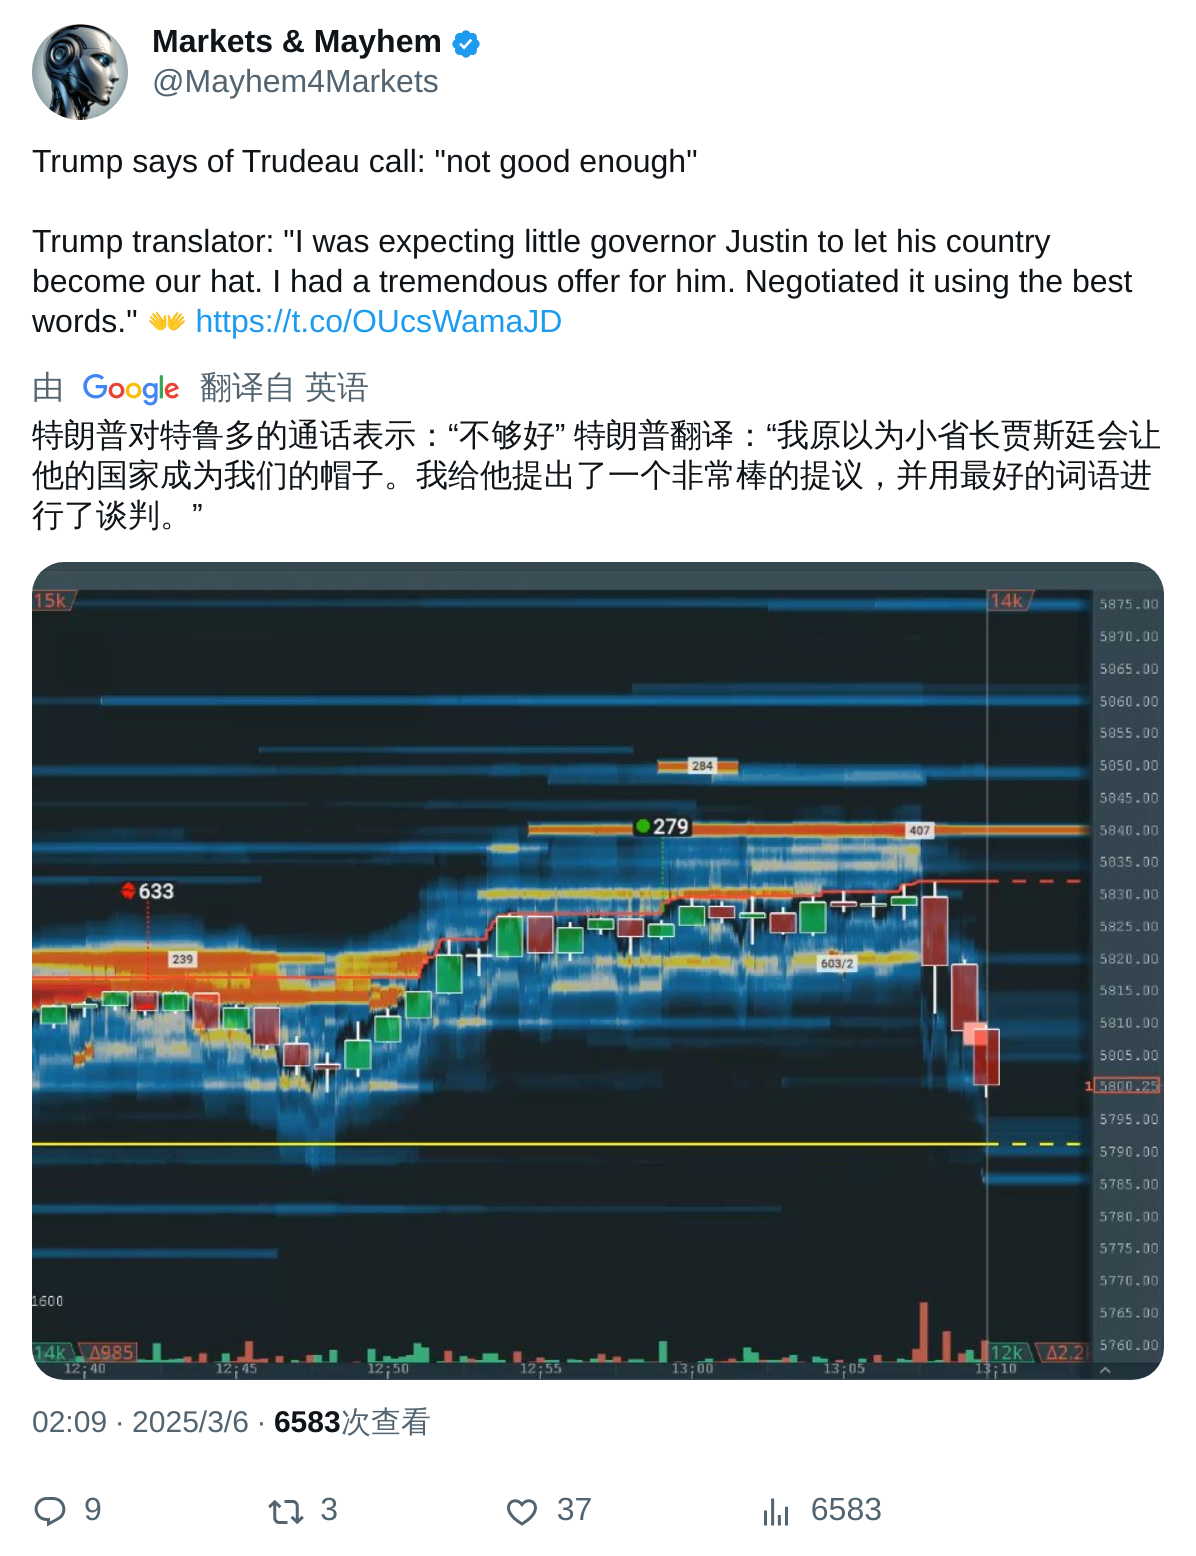 Markets & Mayhem
@Mayhem4Markets
Trump says of Trudeau call: "not good enough"
Trump translator: "I was expecting little governor Justin to let his country
become our hat. I had a tremendous offer for him. Negotiated it using the best
words." 👐 https://t.co/OUcsWamaJD
由 Google 翻译自 英语
特朗普对特鲁多的通话表示：“不够好” 特朗普翻译：“我原以为小省长贾斯廷会让
他的国家成为我们的帽子。我给他提出了一个非常棒的提议，并用最好的词语进
行了谈判。”
15k
14k
5875.00
5870.00
5865.00
5860.00
5855.00
284
5850.00
5845.00
279
407
5840.00
5835.00
633
5830.00
5825.00
239
603/2
5820.00
5815.00
5810.00
5805.00
1 5800.25
5795.00
5790.00
5785.00
5780.00
5775.00
5770.00
1600
5765.00
5760.00
14k Δ985
12k Δ2.2
12:40 12:45 12:50 12:55 13:00 13:05 13:10
02:09 · 2025/3/6 · 6583次查看
9 3 37 6583